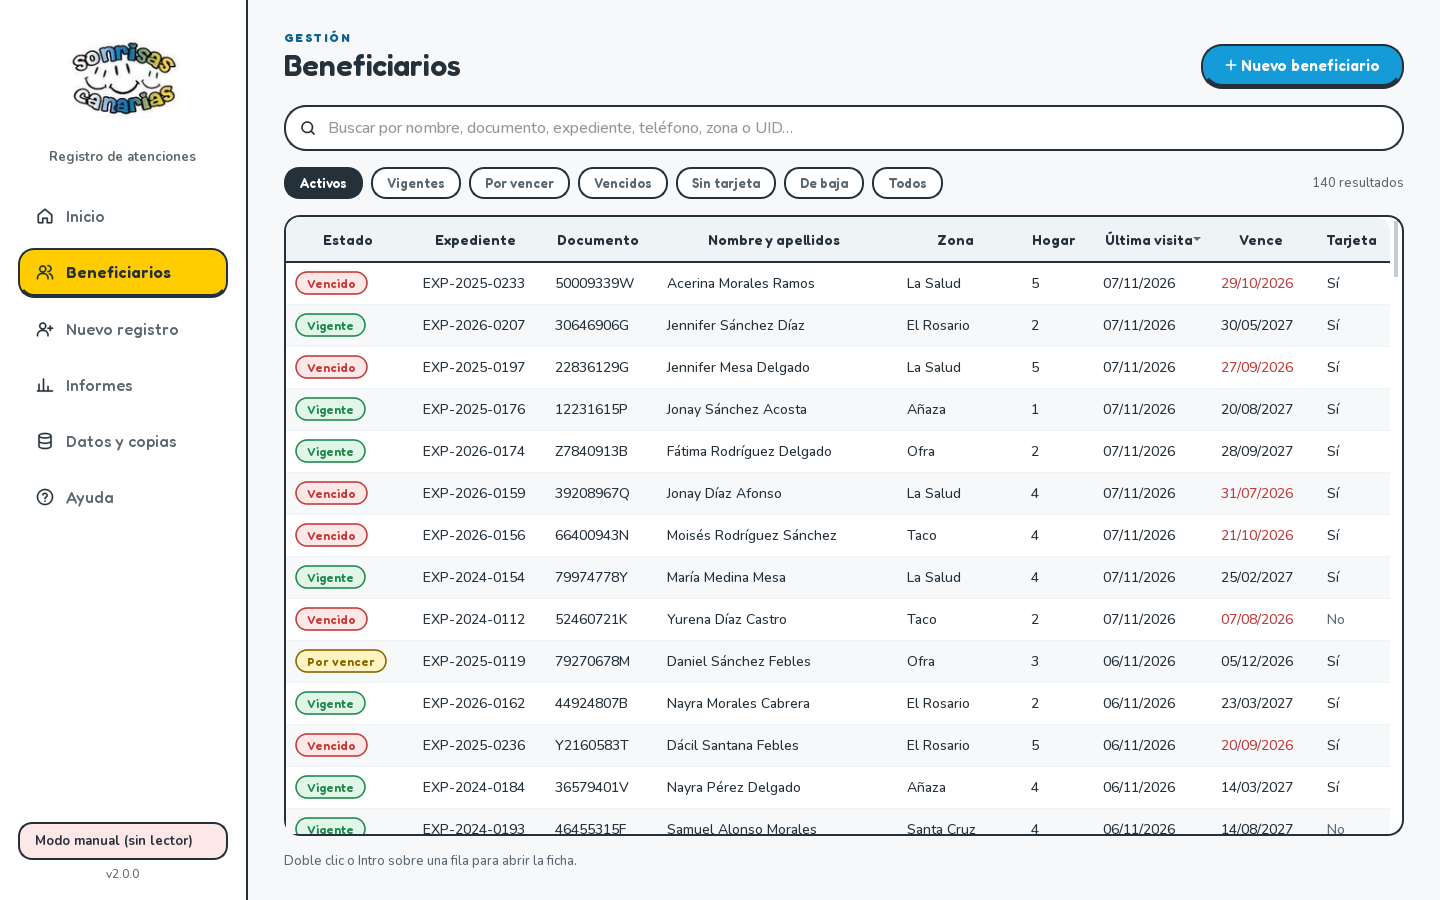 sonrisas
canarias
Registro de atenciones
Inicio
Beneficiarios
Nuevo registro
Informes
Datos y copias
Ayuda
Modo manual (sin lector)
v2.0.0
GESTIÓN
Beneficiarios
+ Nuevo beneficiario
Buscar por nombre, documento, expediente, teléfono, zona o UID...
Activos Vigentes Por vencer Vencidos Sin tarjeta De baja Todos 140 resultados
Estado Expediente Documento Nombre y apellidos Zona Hogar Última visita Vence Tarjeta
Vencido EXP-2025-0233 50009339W Acerina Morales Ramos La Salud 5 07/11/2026 29/10/2026 Sí
Vigente EXP-2026-0207 30646906G Jennifer Sánchez Díaz El Rosario 2 07/11/2026 30/05/2027 Sí
Vencido EXP-2025-0197 22836129G Jennifer Mesa Delgado La Salud 5 07/11/2026 27/09/2026 Sí
Vigente EXP-2025-0176 12231615P Jonay Sánchez Acosta Añaza 1 07/11/2026 20/08/2027 Sí
Vigente EXP-2026-0174 Z7840913B Fátima Rodríguez Delgado Ofra 2 07/11/2026 28/09/2027 Sí
Vencido EXP-2026-0159 39208967Q Jonay Díaz Afonso La Salud 4 07/11/2026 31/07/2026 Sí
Vencido EXP-2026-0156 66400943N Moisés Rodríguez Sánchez Taco 4 07/11/2026 21/10/2026 Sí
Vigente EXP-2024-0154 79974778Y María Medina Mesa La Salud 4 07/11/2026 25/02/2027 Sí
Vencido EXP-2024-0112 52460721K Yurena Díaz Castro Taco 2 07/11/2026 07/08/2026 No
Por vencer EXP-2025-0119 79270678M Daniel Sánchez Febles Ofra 3 06/11/2026 05/12/2026 Sí
Vigente EXP-2026-0162 44924807B Nayra Morales Cabrera El Rosario 2 06/11/2026 23/03/2027 Sí
Vencido EXP-2025-0236 Y2160583T Dácil Santana Febles El Rosario 5 06/11/2026 20/09/2026 Sí
Vigente EXP-2024-0184 36579401V Nayra Pérez Delgado Añaza 4 06/11/2026 14/03/2027 Sí
Vigente EXP-2024-0193 46455315F Samuel Alonso Morales Santa Cruz 4 06/11/2026 14/08/2027 No
Doble clic o Intro sobre una fila para abrir la ficha.